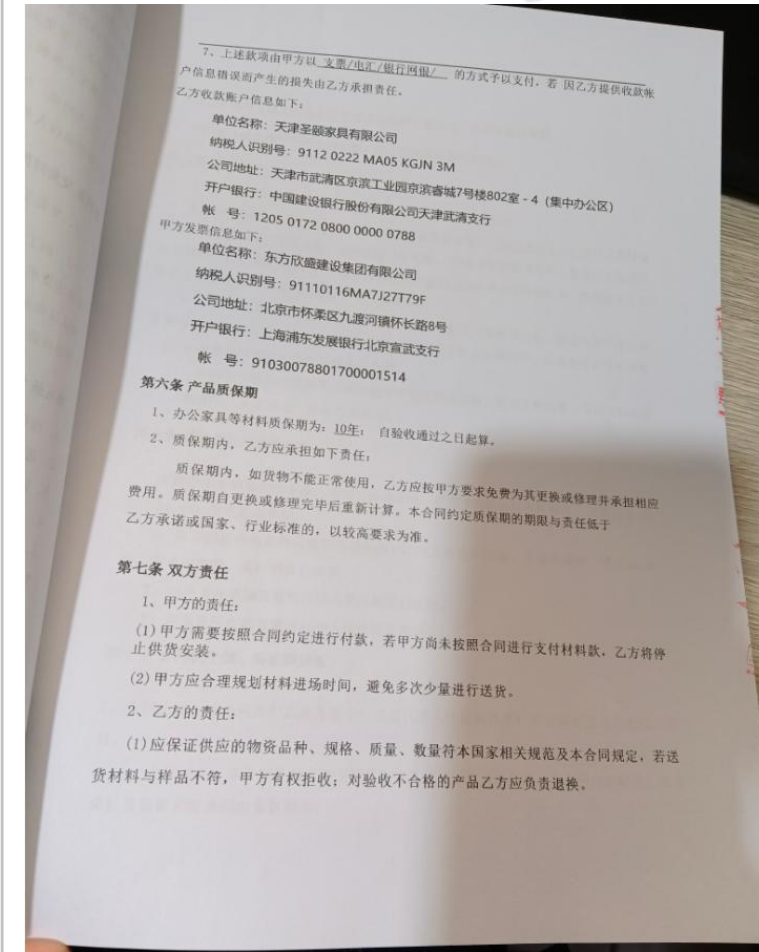 7、上述款项由甲方以 支票/电汇/银行网银/ 的方式予以支付，若 因乙方提供收款帐
户信息错误而产生的损失由乙方承担责任。
乙方收款账户信息如下：
单位名称：天津圣颐家具有限公司
纳税人识别号：9112 0222 MA05 KGJN 3M
公司地址：天津市武清区京滨工业园京滨睿城7号楼802室 - 4（集中办公区）
开户银行：中国建设银行股份有限公司天津武清支行
帐 号：1205 0172 0800 0000 0788
甲方发票信息如下：
单位名称：东方欣盛建设集团有限公司
纳税人识别号：91110116MA7J27T79F
公司地址：北京市怀柔区九渡河镇怀长路8号
开户银行：上海浦东发展银行北京宣武支行
帐 号：91030078801700001514
第六条 产品质保期
1、办公家具等材料质保期为：10年； 自验收通过之日起算。
2、质保期内，乙方应承担如下责任：
质保期内，如货物不能正常使用，乙方应按甲方要求免费为其更换或修理并承担相应
费用。质保期自更换或修理完毕后重新计算。本合同约定质保期的期限与责任低于
乙方承诺或国家、行业标准的，以较高要求为准。
第七条 双方责任
1、甲方的责任：
(1)甲方需要按照合同约定进行付款，若甲方尚未按照合同进行支付材料款，乙方将停
止供货安装。
(2)甲方应合理规划材料进场时间，避免多次少量进行送货。
2、乙方的责任：
(1)应保证供应的物资品种、规格、质量、数量符本国家相关规范及本合同规定，若送
货材料与样品不符，甲方有权拒收；对验收不合格的产品乙方应负责退换。